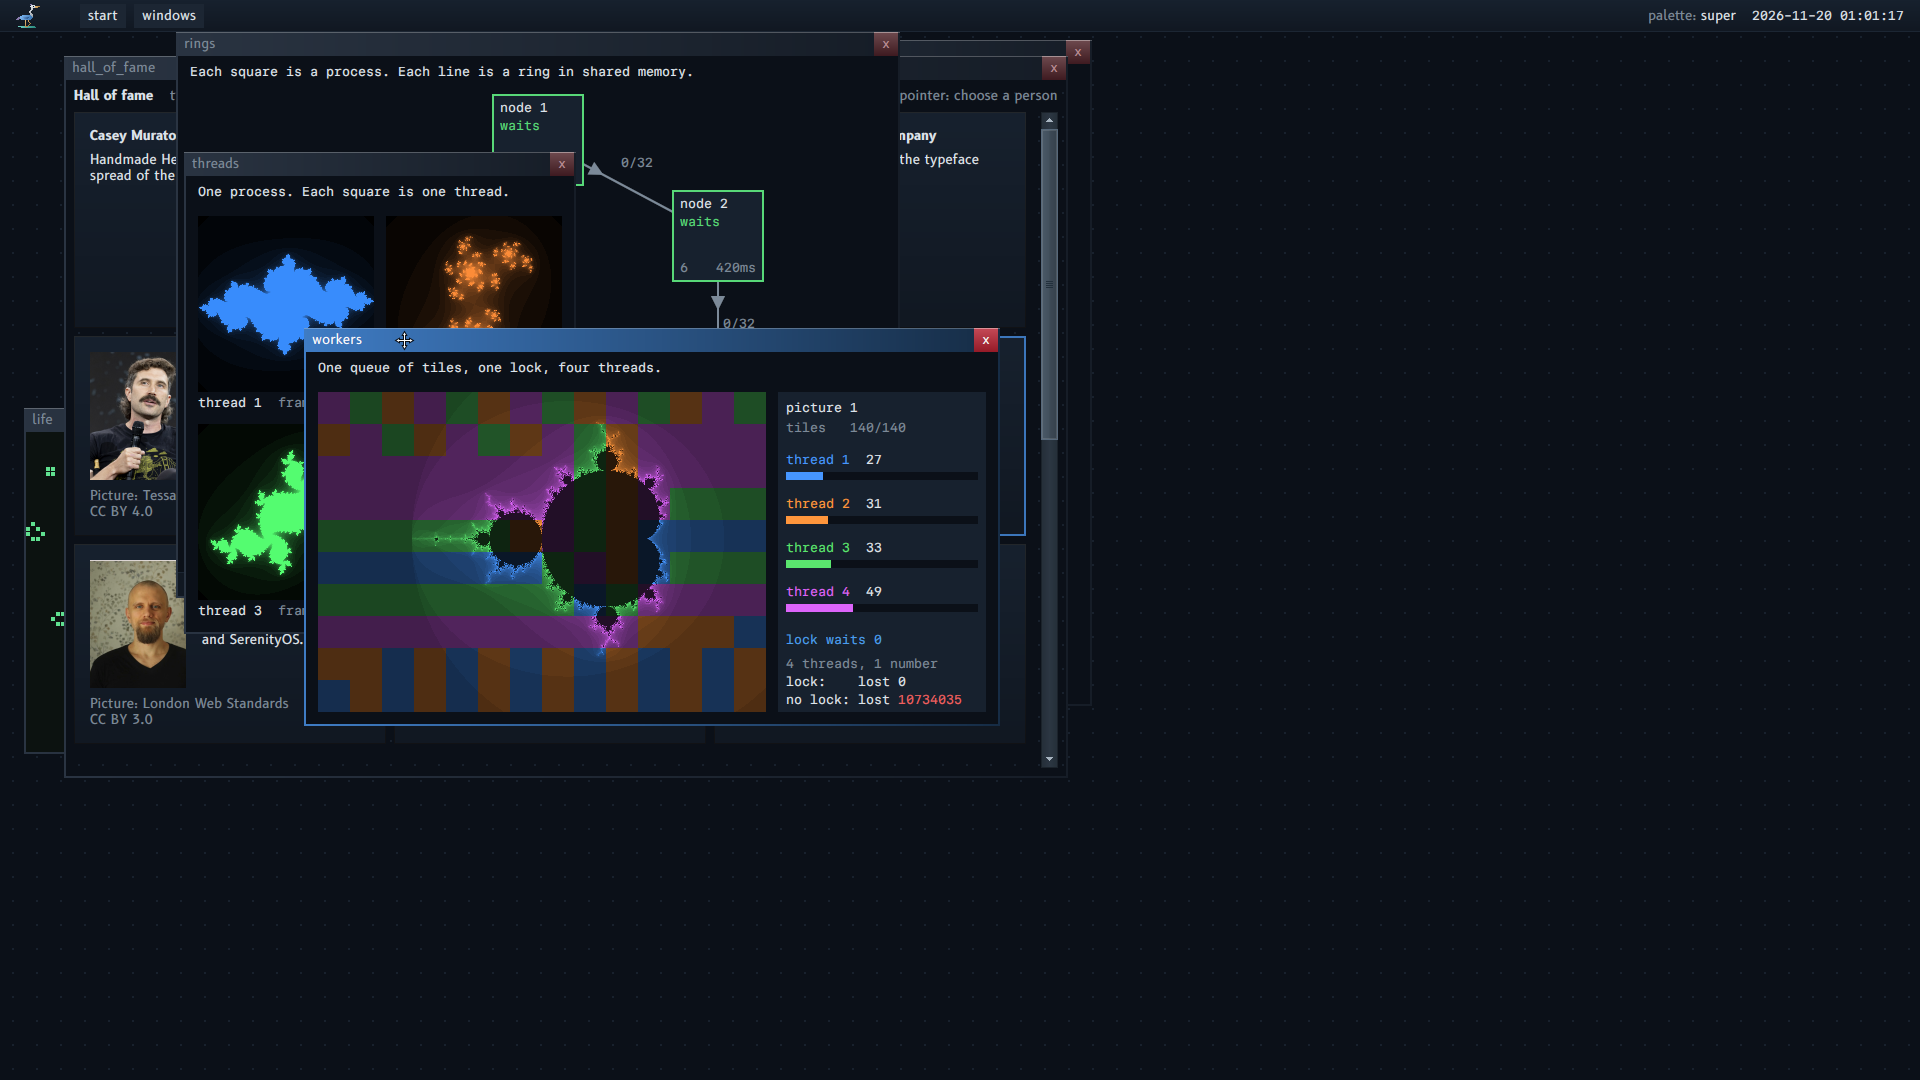 start windows palette: super 2026-11-20 01:01:17
rings x
x
hall_of_fame x
Each square is a process. Each line is a ring in shared memory.
Hall of fame pointer: choose a person
node 1
waits
Casey Murato
Handmade He
spread of the
the typeface
threads x
0/32
One process. Each square is one thread.
node 2
waits
6 420ms
0/32
workers x
One queue of tiles, one lock, four threads.
thread 1
picture 1
tiles 140/140
life
thread 1 27
thread 2 31
Picture: Tessa
CC BY 4.0
thread 3 33
thread 4 49
thread 3
and SerenityOS.
lock waits 0
4 threads, 1 number
lock: lost 0
no lock: lost 10734035
Picture: London Web Standards
CC BY 3.0